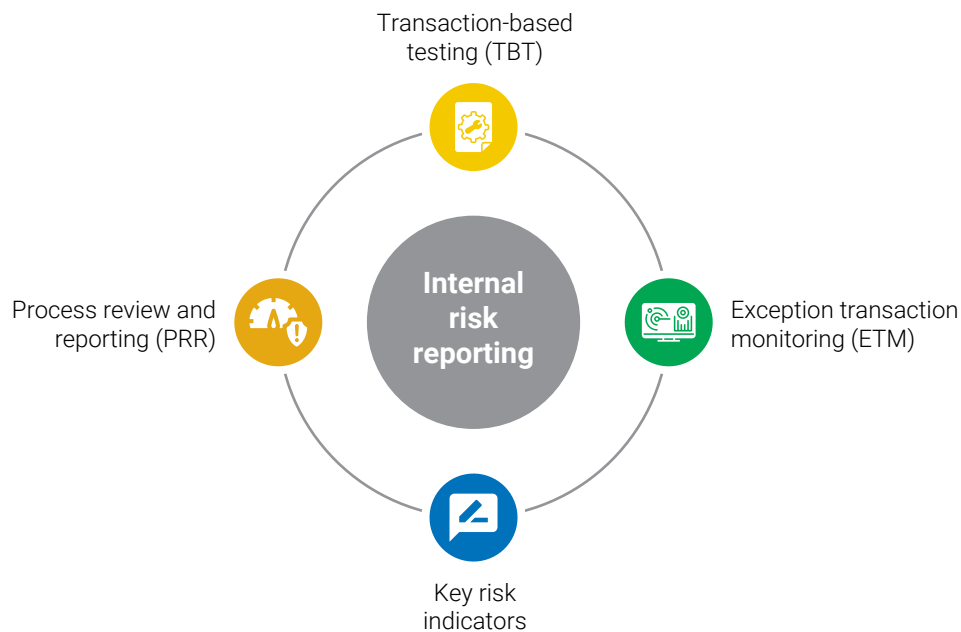 Transaction-based
testing (TBT)
Internal
risk
reporting
Process review and
reporting (PRR)
Exception transaction
monitoring (ETM)
Key risk
indicators